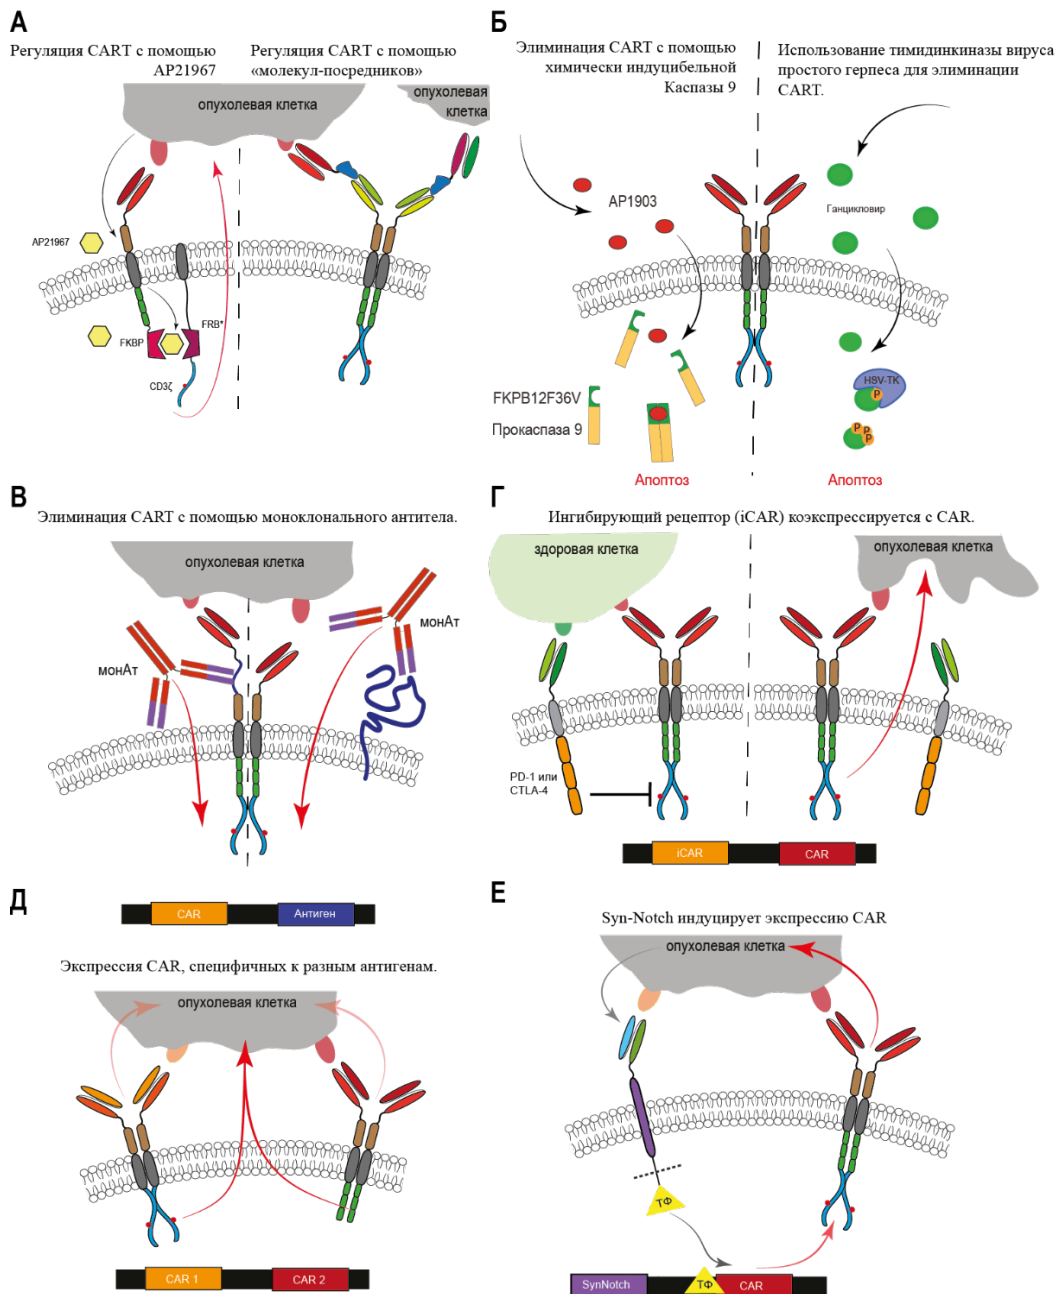 А
Регуляция CART с помощью
AP21967
Регуляция CART с помощью
«молекул-посредников»
опухолевая клетка
опухолевая
клетка
AP21967
FKBP
FRB*
CD3ζ
Б
Элиминация CART с помощью
химически индуцибельной
Каспазы 9
Использование тимидинкиназы вируса
простого герпеса для элиминации
CART.
AP1903
Ганцикловир
FKPB12F36V
Прокаспаза 9
HSV-TK
P
P
P
P
Апоптоз
Апоптоз
В
Элиминация CART с помощью моноклонального антитела.
опухолевая клетка
монАт
монАт
CAR
Антиген
Г
Ингибирующий рецептор (iCAR) коэкспрессируется с CAR.
здоровая клетка
опухолевая клетка
PD-1 или
CTLA-4
iCAR
CAR
Д
Экспрессия CAR, специфичных к разным антигенам.
опухолевая клетка
CAR 1
CAR 2
Е
Syn-Notch индуцирует экспрессию CAR
опухолевая клетка
ТФ
SynNotch
ТФ
CAR